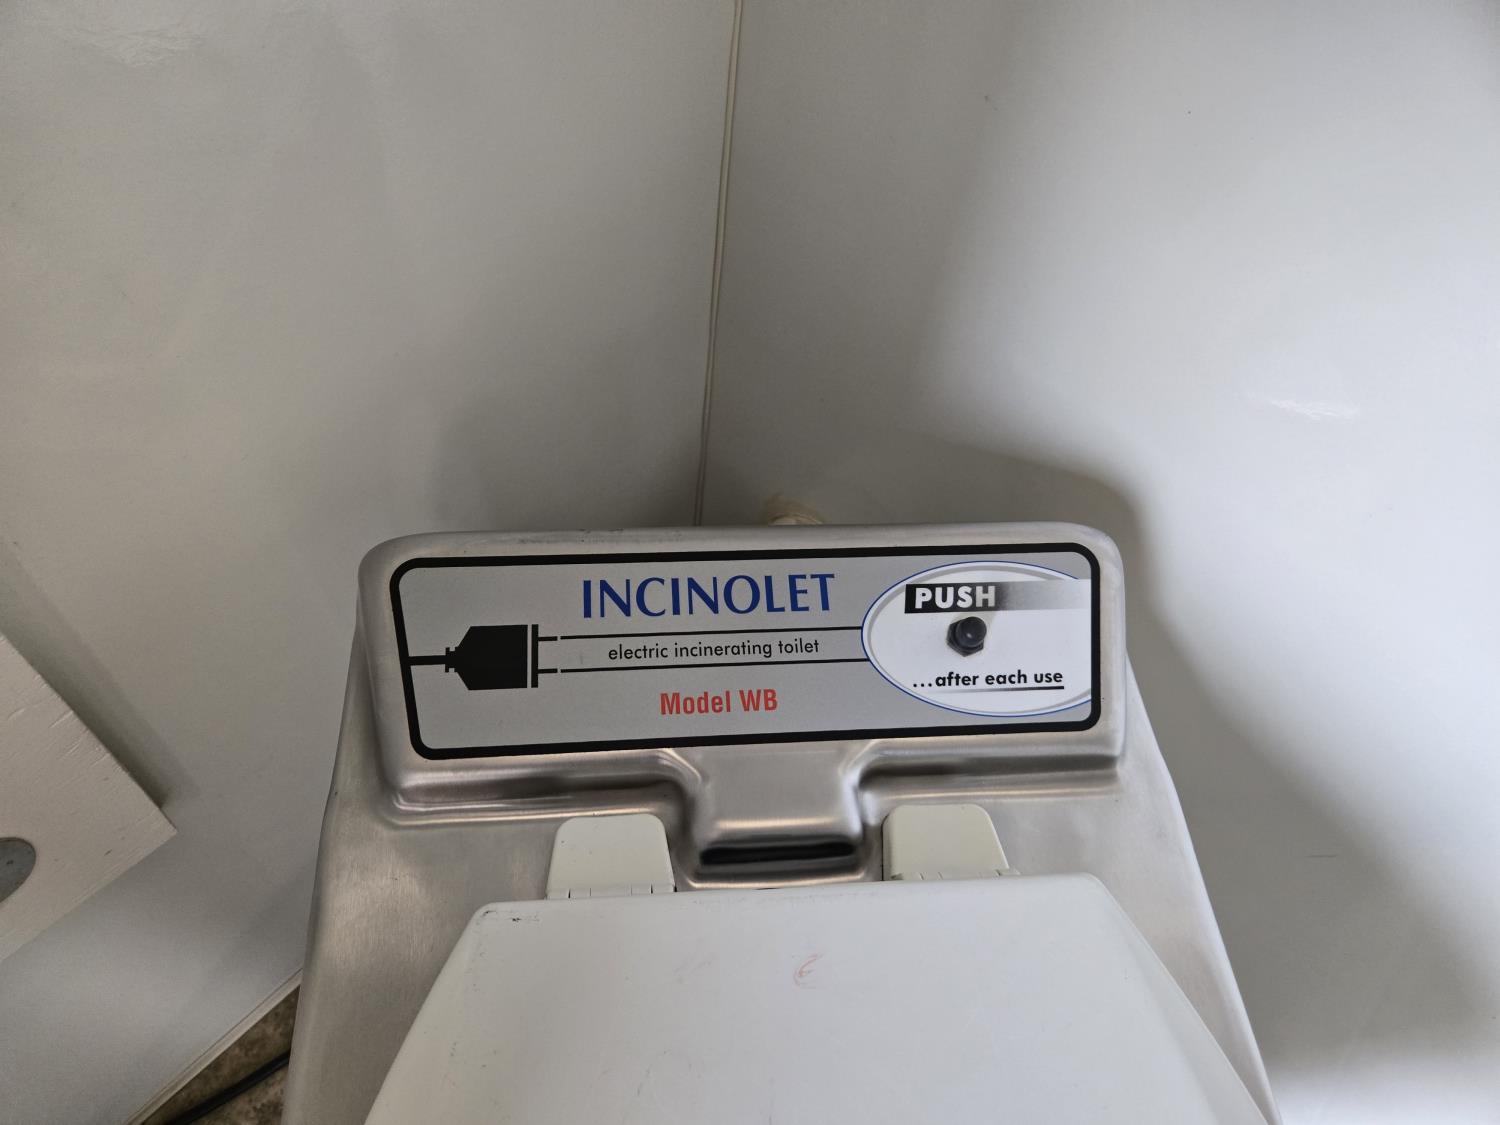 INCINOLET
electric incinerating toilet
Model WB
PUSH
...after each use